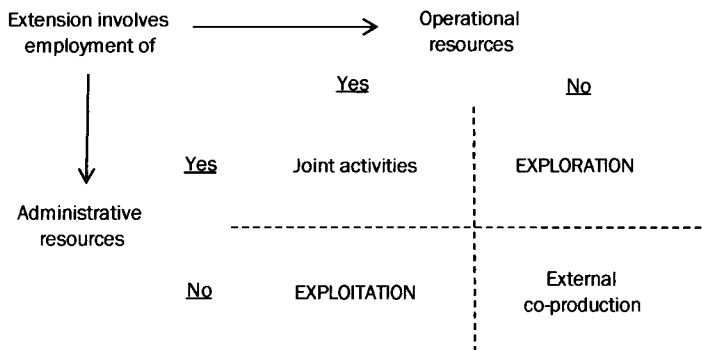 Extension involves
employment of
Operational
resources
Yes
No
Yes
Joint activities
EXPLORATION
Administrative
resources
No
EXPLOITATION
External
co-production